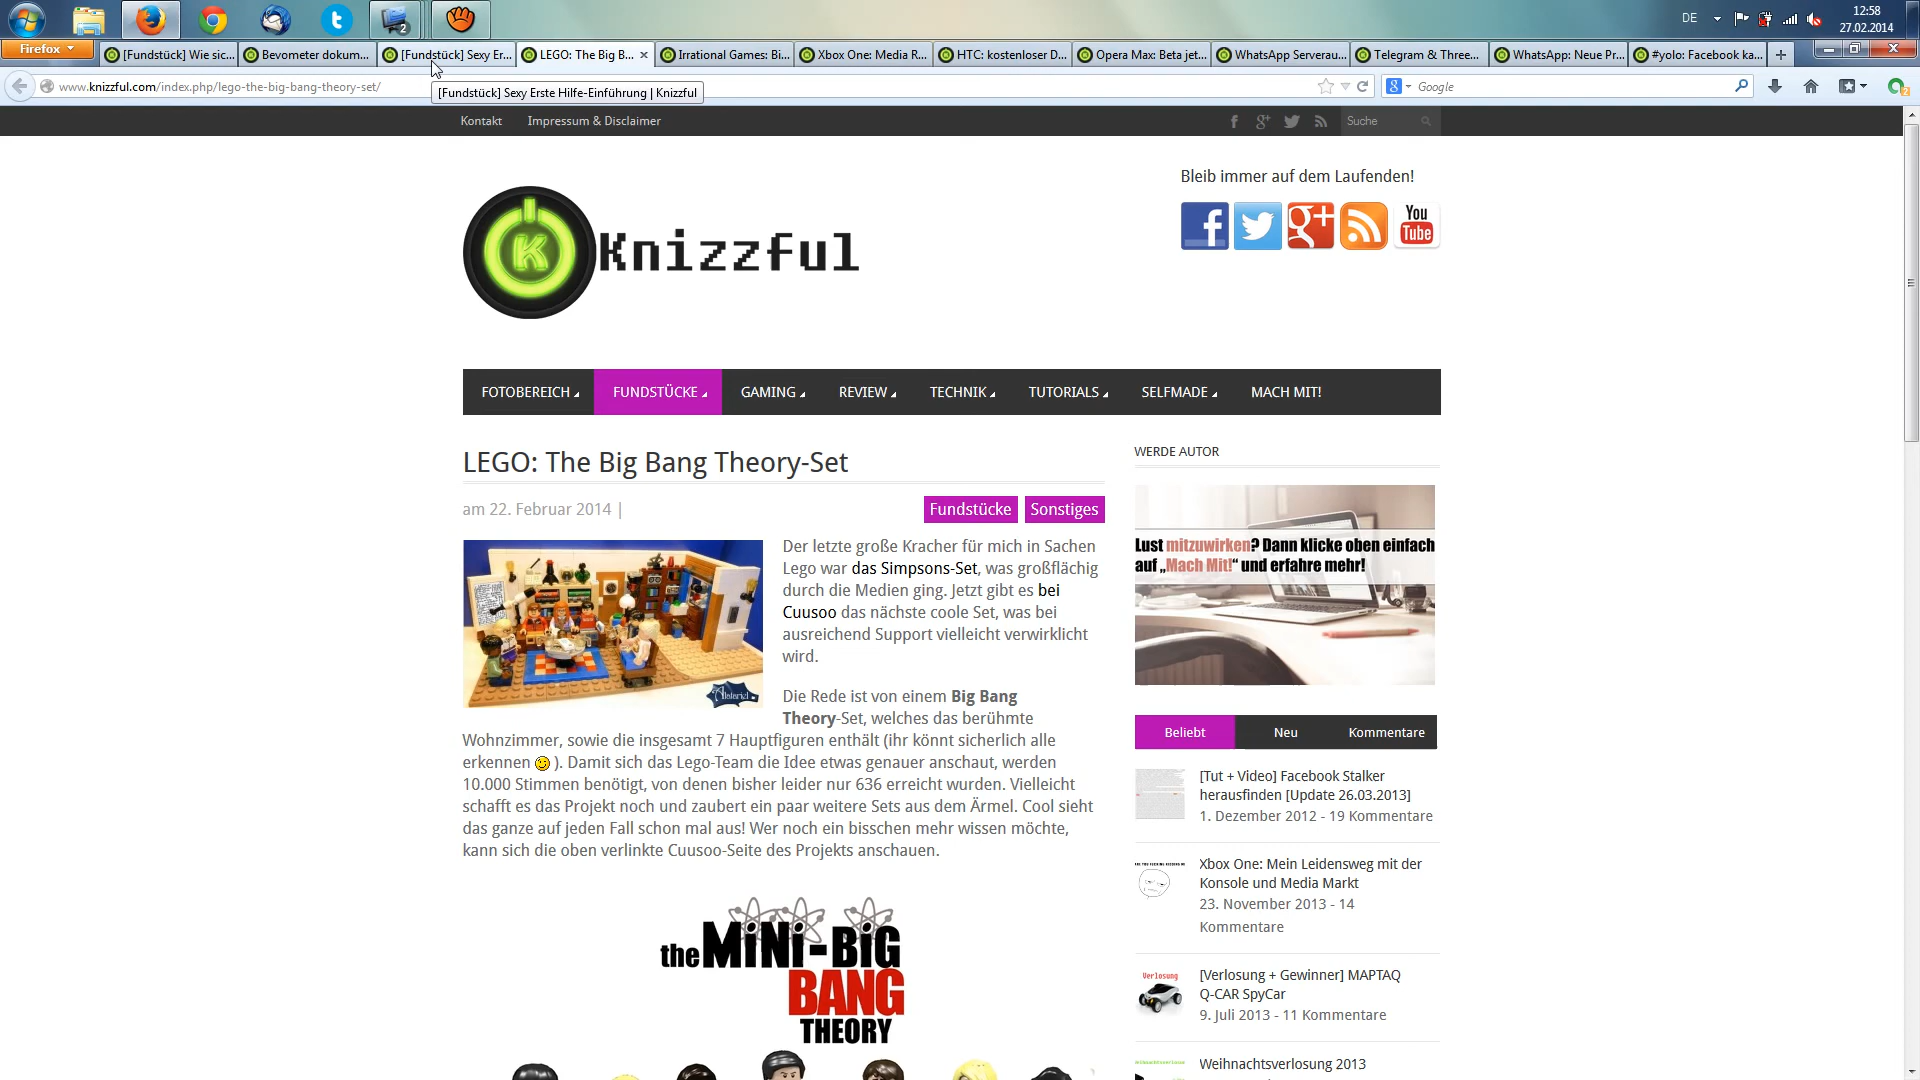 DE
12:58
27.02.2014
2
Firefox
[Fundstück] Wie sic...
Bevometer dokum...
[Fundstück] Sexy Er...
LEGO: The Big B...
Irrational Games: Bi...
Xbox One: Media R...
HTC: kostenloser D...
Opera Max: Beta jet...
WhatsApp Serverau...
Telegram & Three...
WhatsApp: Neue Pr...
#yolo: Facebook ka...
www.knizzful.com/index.php/lego-the-big-bang-theory-set/
[Fundstück] Sexy Erste Hilfe-Einführung | Knizzful
Google
Kontakt
Impressum & Disclaimer
Suche
Bleib immer auf dem Laufenden!
You
Tube
K
Knizzful
FOTOBEREICH
FUNDSTÜCKE
GAMING
REVIEW
TECHNIK
TUTORIALS
SELFMADE
MACH MIT!
LEGO: The Big Bang Theory-Set
am 22. Februar 2014 |
Fundstücke
Sonstiges
Der letzte große Kracher für mich in Sachen
Lego war das Simpsons-Set, was großflächig
durch die Medien ging. Jetzt gibt es bei
Cuusoo das nächste coole Set, was bei
ausreichend Support vielleicht verwirklicht
wird.
Die Rede ist von einem Big Bang
Theory-Set, welches das berühmte
Wohnzimmer, sowie die insgesamt 7 Hauptfiguren enthält (ihr könnt sicherlich alle
erkennen ). Damit sich das Lego-Team die Idee etwas genauer anschaut, werden
10.000 Stimmen benötigt, von denen bisher leider nur 636 erreicht wurden. Vielleicht
schafft es das Projekt noch und zaubert ein paar weitere Sets aus dem Ärmel. Cool sieht
das ganze auf jeden Fall schon mal aus! Wer noch ein bisschen mehr wissen möchte,
kann sich die oben verlinkte Cuusoo-Seite des Projekts anschauen.
the MiNi-BiG
BANG
THEORY
WERDE AUTOR
Lust mitzuwirken? Dann klicke oben einfach
auf „Mach Mit!“ und erfahre mehr!
Beliebt
Neu
Kommentare
[Tut + Video] Facebook Stalker
herausfinden [Update 26.03.2013]
1. Dezember 2012 - 19 Kommentare
Xbox One: Mein Leidensweg mit der
Konsole und Media Markt
23. November 2013 - 14
Kommentare
Verlosung
[Verlosung + Gewinner] MAPTAQ
Q-CAR SpyCar
9. Juli 2013 - 11 Kommentare
Weihnachtsverlosung 2013